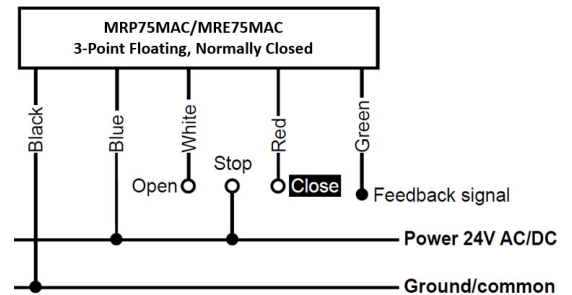 MRP75MAC/MRE75MAC
3-Point Floating, Normally Closed
Black
Blue
White
Red
Green
Stop
Open
Close
Feedback signal
Power 24V AC/DC
Ground/common